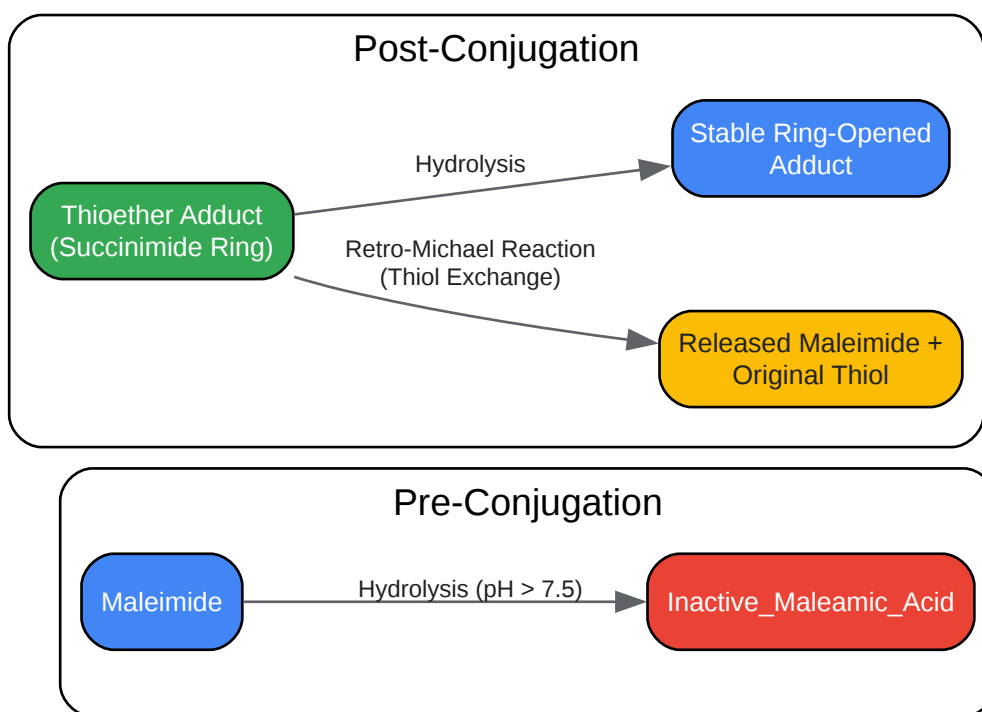 Post-Conjugation
Stable Ring-Opened
Adduct
Hydrolysis
Thioether Adduct
(Succinimide Ring)
Retro-Michael Reaction
(Thiol Exchange)
Released Maleimide +
Original Thiol
Pre-Conjugation
Maleimide
Hydrolysis (pH > 7.5)
Inactive_Maleamic_Acid